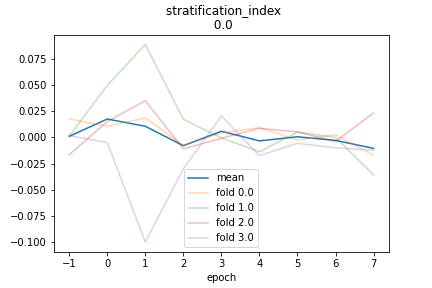 stratification_index
0.0
0.075
0.050
0.025
0.000
−0.025
−0.050
−0.075
−0.100
mean
fold 0.0
fold 1.0
fold 2.0
fold 3.0
−1 0 1 2 3 4 5 6 7
epoch